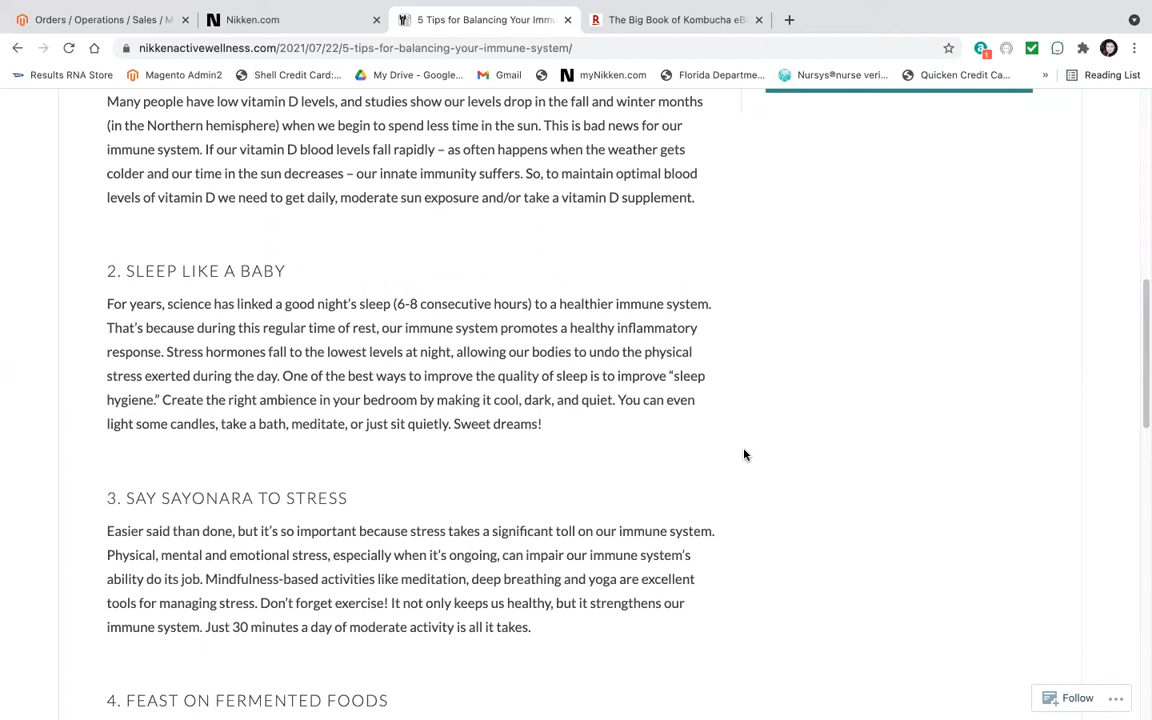 Orders / Operations / Sales / M
Nikken.com
5 Tips for Balancing Your Immu
The Big Book of Kombucha eB
nikkenactivewellness.com/2021/07/22/5-tips-for-balancing-your-immune-system/
Results RNA Store
Magento Admin2
Shell Credit Card:...
My Drive - Google...
Gmail
myNikken.com
Florida Departme...
Nursys®nurse veri...
Quicken Credit Ca...
»
Reading List
Many people have low vitamin D levels, and studies show our levels drop in the fall and winter months
(in the Northern hemisphere) when we begin to spend less time in the sun. This is bad news for our
immune system. If our vitamin D blood levels fall rapidly – as often happens when the weather gets
colder and our time in the sun decreases – our innate immunity suffers. So, to maintain optimal blood
levels of vitamin D we need to get daily, moderate sun exposure and/or take a vitamin D supplement.
2. SLEEP LIKE A BABY
For years, science has linked a good night’s sleep (6-8 consecutive hours) to a healthier immune system.
That’s because during this regular time of rest, our immune system promotes a healthy inflammatory
response. Stress hormones fall to the lowest levels at night, allowing our bodies to undo the physical
stress exerted during the day. One of the best ways to improve the quality of sleep is to improve “sleep
hygiene.” Create the right ambience in your bedroom by making it cool, dark, and quiet. You can even
light some candles, take a bath, meditate, or just sit quietly. Sweet dreams!
3. SAY SAYONARA TO STRESS
Easier said than done, but it’s so important because stress takes a significant toll on our immune system.
Physical, mental and emotional stress, especially when it’s ongoing, can impair our immune system’s
ability do its job. Mindfulness-based activities like meditation, deep breathing and yoga are excellent
tools for managing stress. Don’t forget exercise! It not only keeps us healthy, but it strengthens our
immune system. Just 30 minutes a day of moderate activity is all it takes.
4. FEAST ON FERMENTED FOODS
Follow